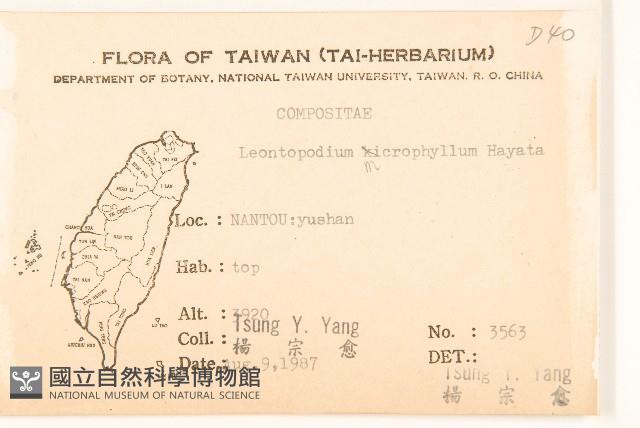 D40
FLORA OF TAIWAN (TAI-HERBARIUM)
DEPARTMENT OF BOTANY, NATIONAL TAIWAN UNIVERSITY, TAIWAN. R. O. CHINA
COMPOSITAE
Leontopodium microphyllum Hayata
Loc. : NANTOU:yushan
Hab. : top
Alt. : 3920
Coll. : Tsung Y. Yang
楊 宗 愈
No. : 3563
Date Aug.9,1987
DET.:
Tsung Y. Yang
楊 宗 愈
國立自然科學博物館
NATIONAL MUSEUM OF NATURAL SCIENCE